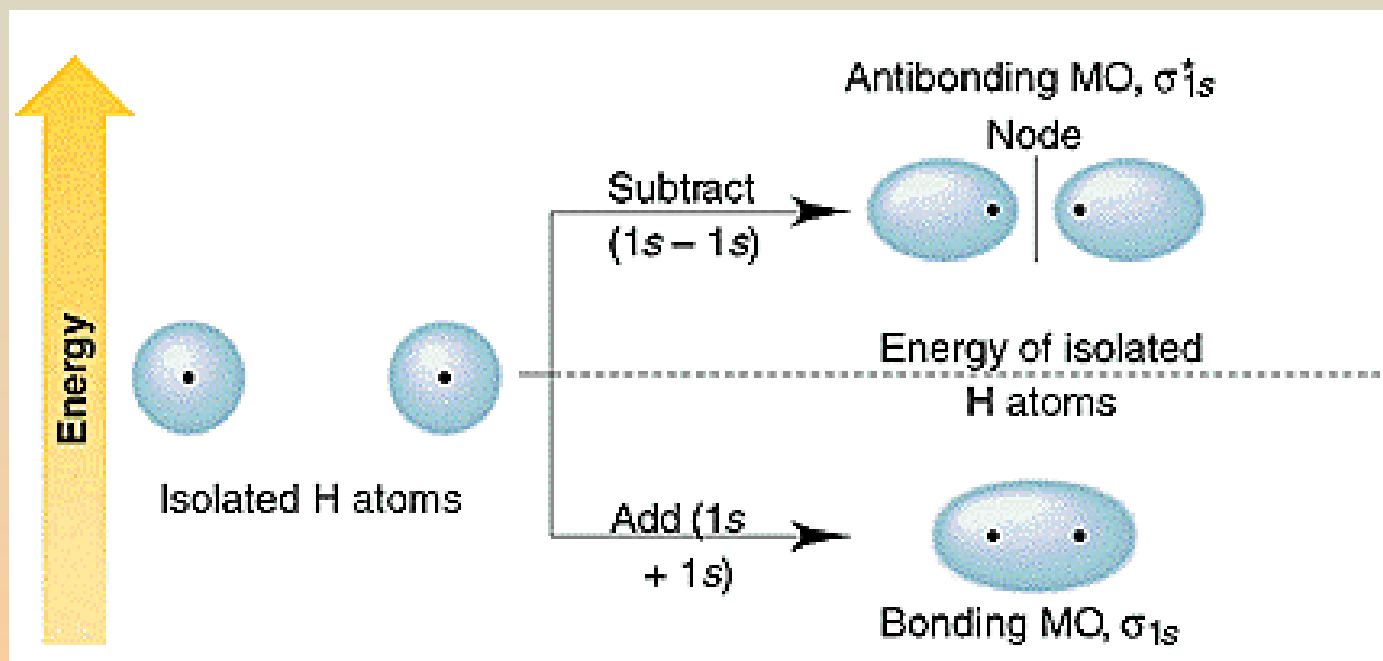 Antibonding MO, σ*1s
Node
Subtract
(1s – 1s)
Energy
Energy of isolated
H atoms
Isolated H atoms
Add (1s
+ 1s)
Bonding MO, σ1s